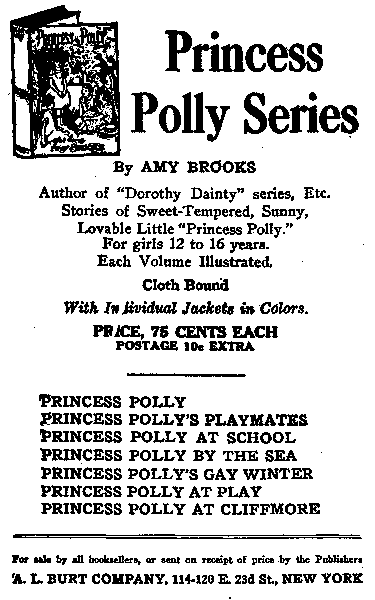 Princess Polly
Princess
Polly Series
By AMY BROOKS
Author of "Dorothy Dainty" series, Etc.
Stories of Sweet-Tempered, Sunny,
Lovable Little "Princess Polly."
For girls 12 to 16 years.
Each Volume Illustrated.
Cloth Bound
With Individual Jackets in Colors.
PRICE, 75 CENTS EACH
POSTAGE 10c EXTRA
PRINCESS POLLY
PRINCESS POLLY'S PLAYMATES
PRINCESS POLLY AT SCHOOL
PRINCESS POLLY BY THE SEA
PRINCESS POLLY'S GAY WINTER
PRINCESS POLLY AT PLAY
PRINCESS POLLY AT CLIFFMORE
For sale by all booksellers, or sent on receipt of price by the Publishers
A. L. BURT COMPANY, 114-120 E. 23d St., NEW YORK